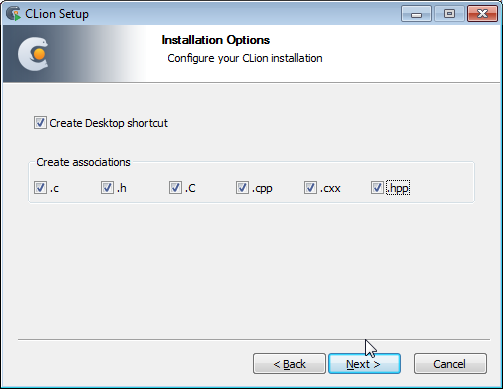 CLion Setup
Installation Options
Configure your CLion installation
Create Desktop shortcut
Create associations
.c .h .C .cpp .cxx .hpp
< Back Next > Cancel